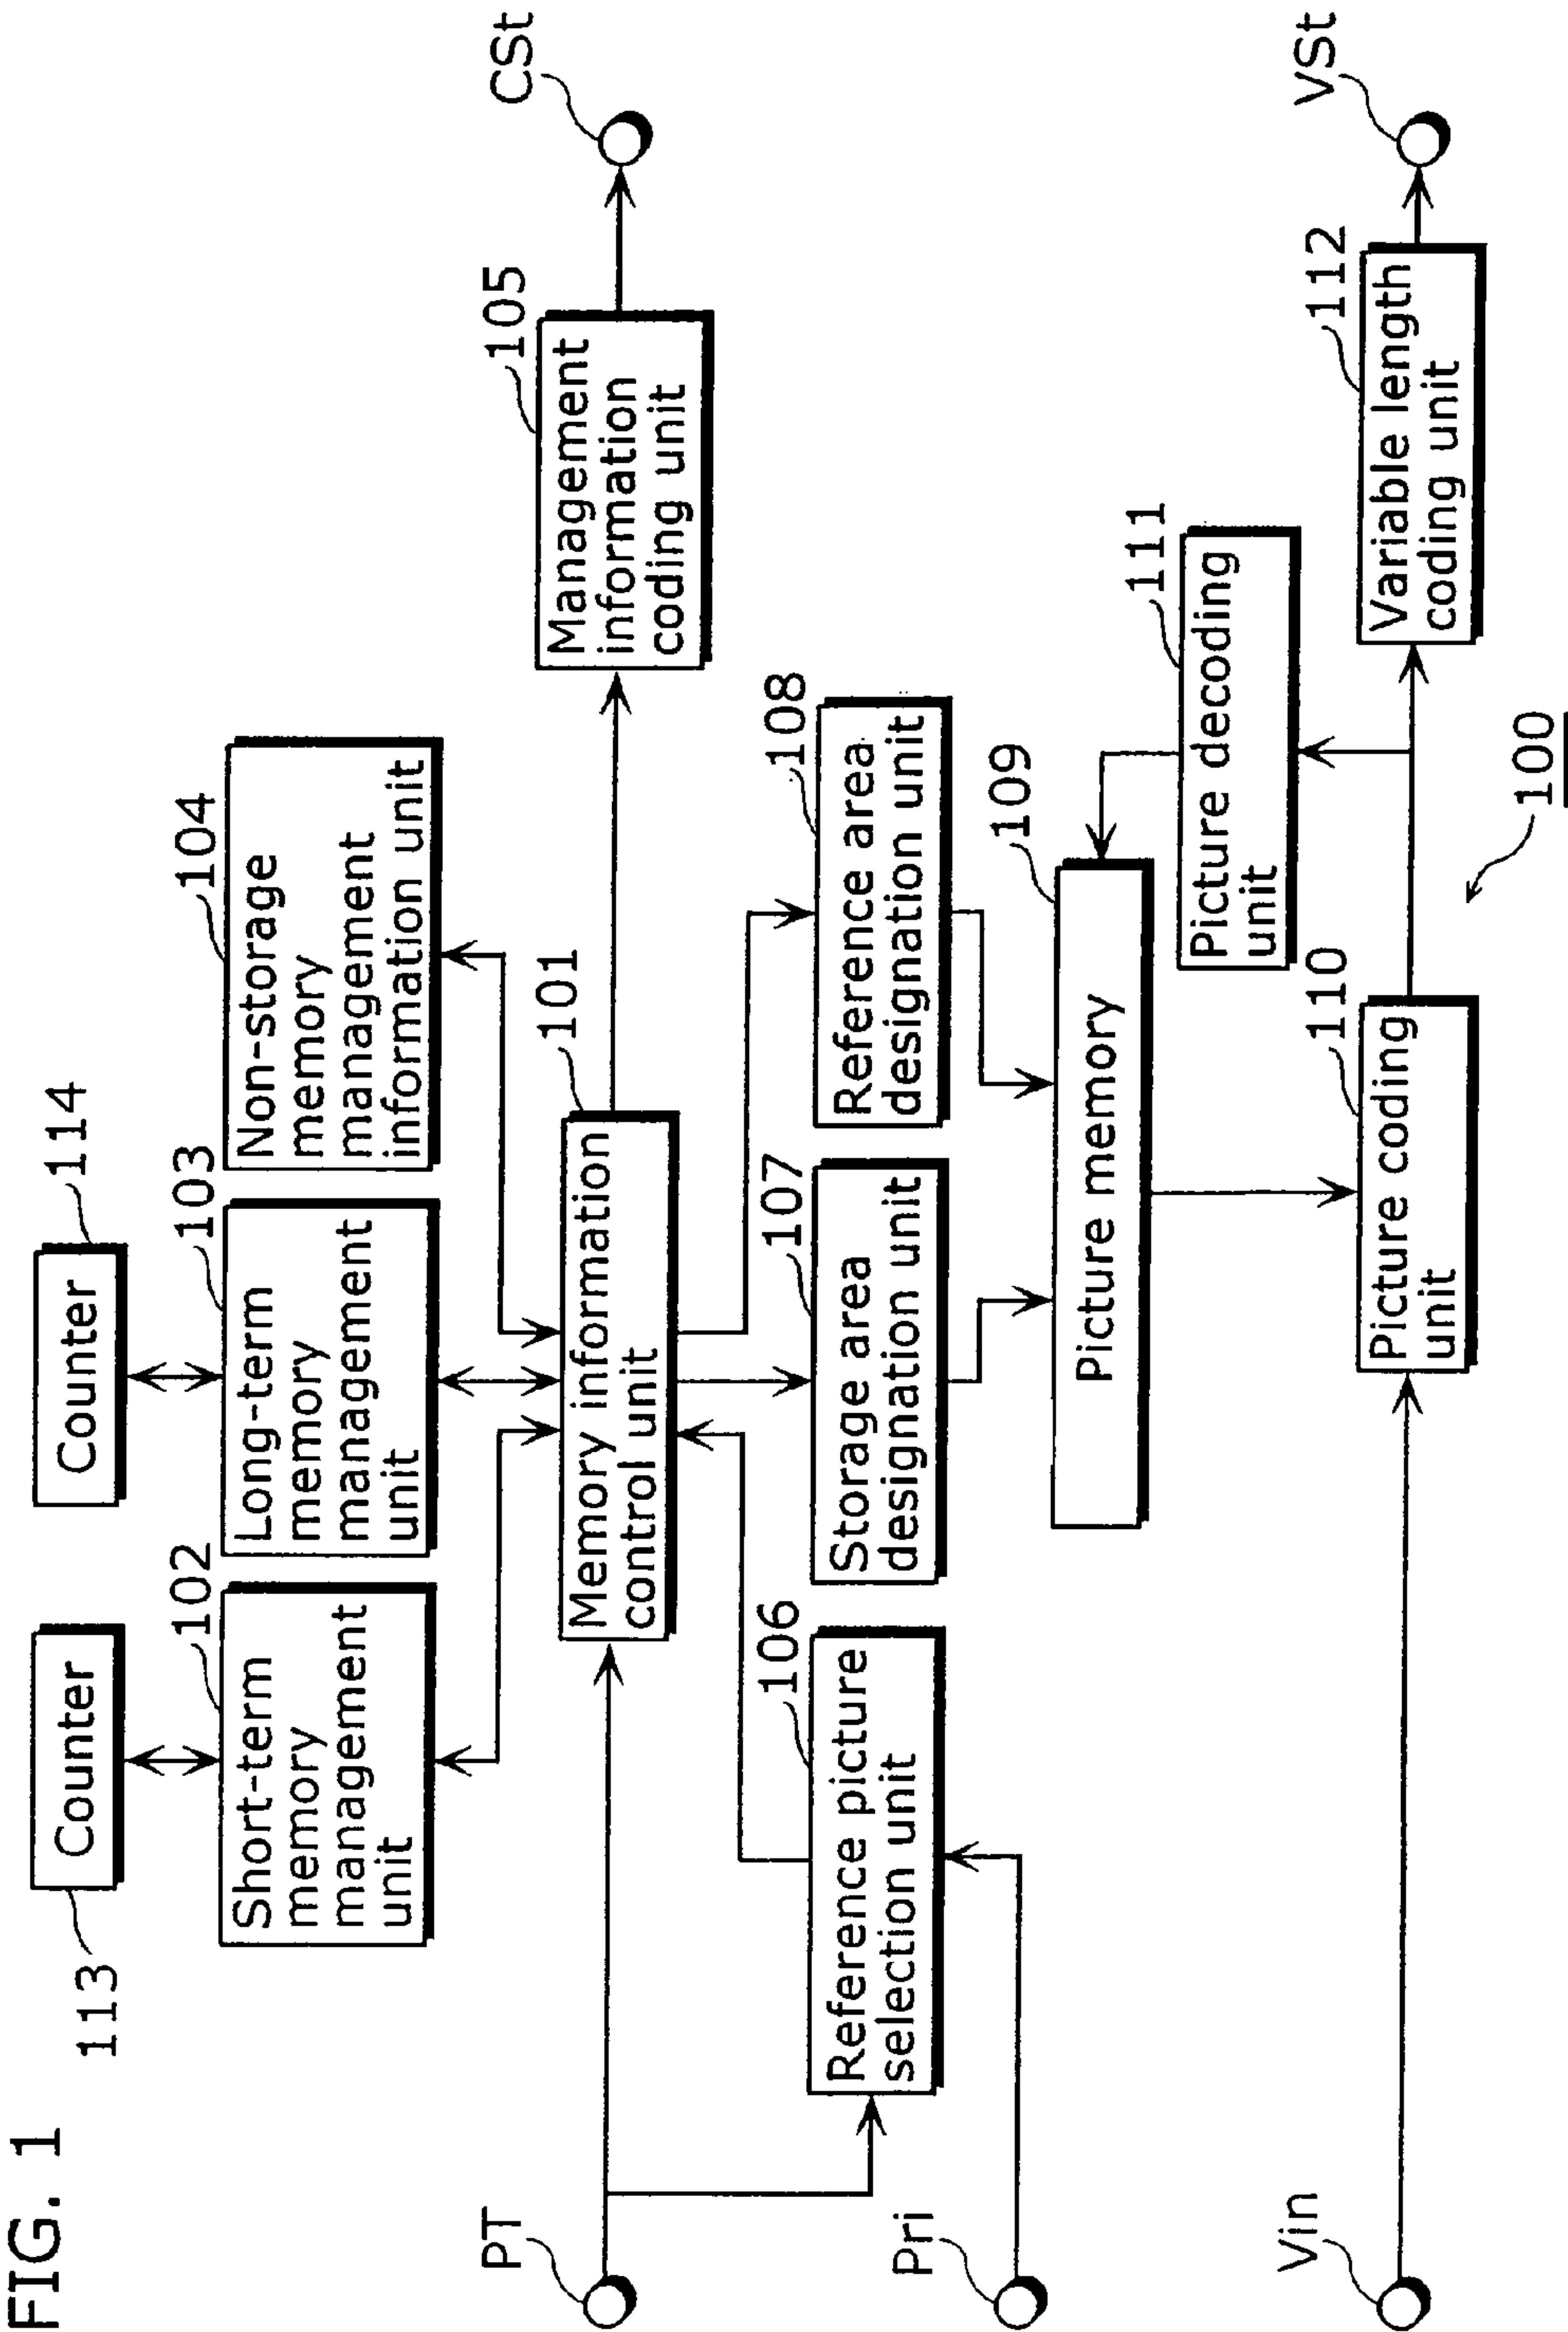 FIG. 1
113
Counter
Counter
114
102
Short-term
memory
management
unit
103
Long-term
memory
management
unit
104
Non-storage
memory
management
information unit
PT
101
Memory information
control unit
105
Management
information
coding unit
CSt
106
Reference picture
selection unit
107
Storage area
designation unit
108
Reference area
designation unit
Pri
109
Picture memory
111
Picture decoding
unit
Vin
110
Picture coding
unit
112
Variable length
coding unit
VSt
100